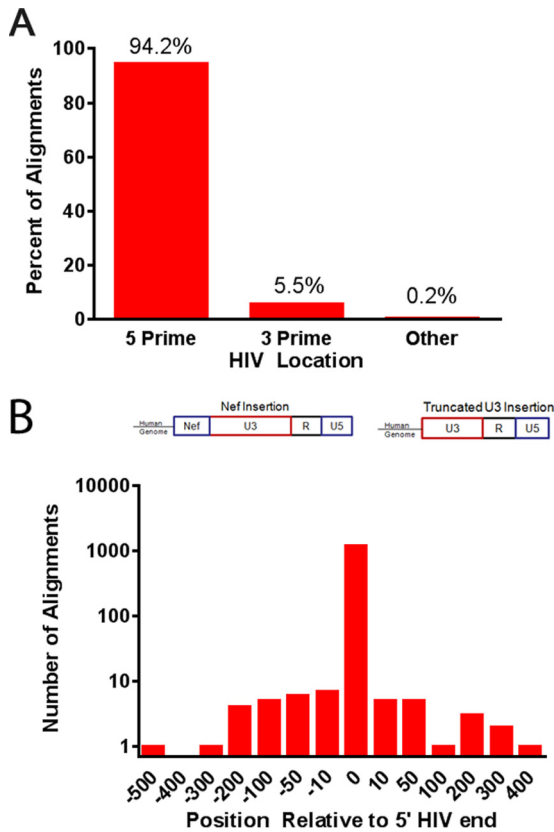 A
100
80
60
40
20
0
Percent of Alignments
94.2%
5.5%
0.2%
5 Prime
3 Prime
Other
HIV Location
B
Nef Insertion
Human
Genome
Nef
U3
R
U5
Truncated U3 Insertion
Human
Genome
U3
R
U5
10000
1000
100
10
1
Number of Alignments
-500
-400
-300
-200
-100
-50
-10
0
10
50
100
200
300
400
Position Relative to 5' HIV end